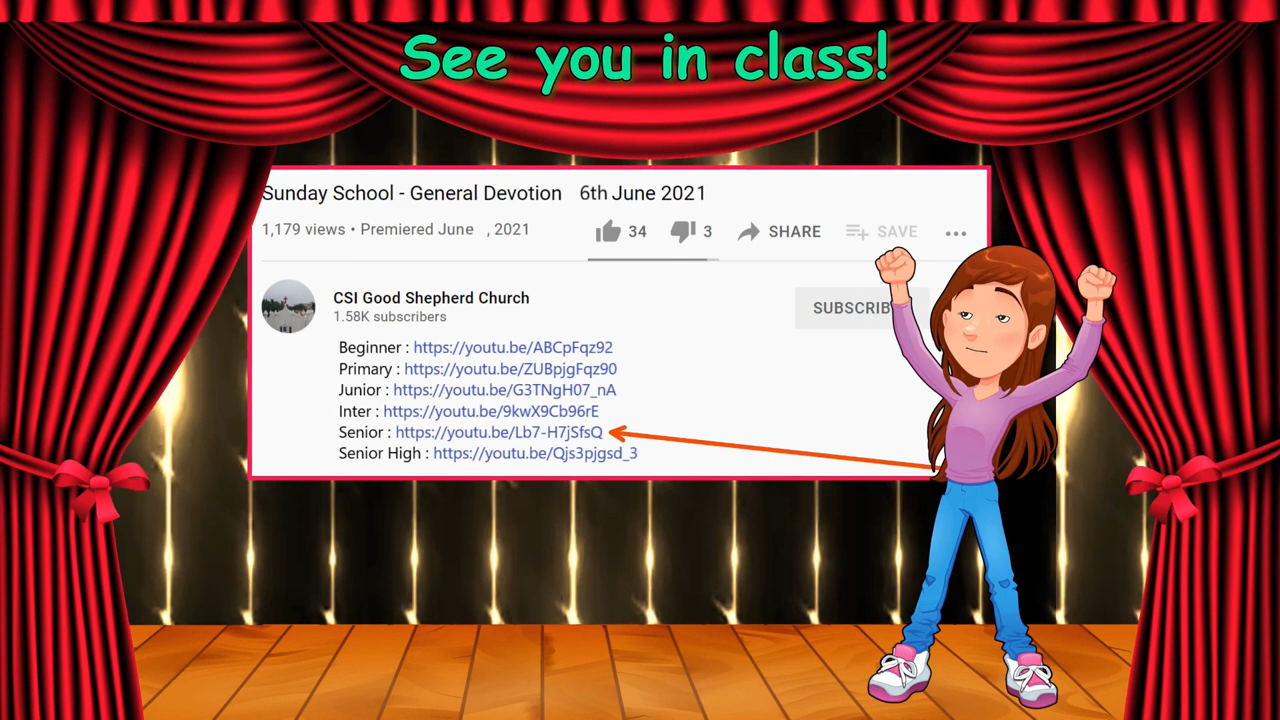 See you in class!
Sunday School - General Devotion 6th June 2021
1,179 views • Premiered June , 2021
34 3 SHARE SAVE
CSI Good Shepherd Church
SUBSCRIB
1.58K subscribers
Beginner : https://youtu.be/ABCpFqz92
Primary : https://youtu.be/ZUBpjgFqz90
Junior : https://youtu.be/G3TNgH07_nA
Inter : https://youtu.be/9kwX9Cb96rE
Senior : https://youtu.be/Lb7-H7jSfsQ
Senior High : https://youtu.be/Qjs3pjgsd_3